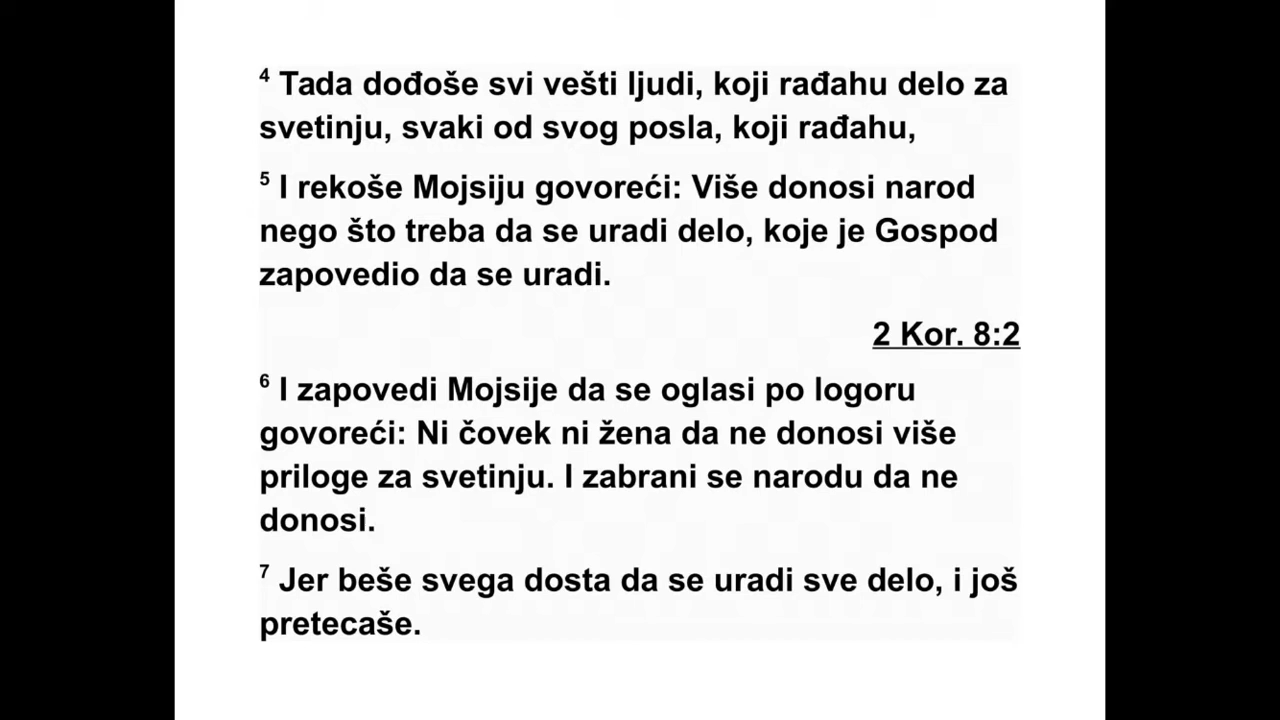 4 Tada dođoše svi vešti ljudi, koji rađahu delo za
svetinju, svaki od svog posla, koji rađahu,
5 I rekoše Mojsiju govoreći: Više donosi narod
nego što treba da se uradi delo, koje je Gospod
zapovedio da se uradi.
2 Kor. 8:2
6 I zapovedi Mojsije da se oglasi po logoru
govoreći: Ni čovek ni žena da ne donosi više
priloge za svetinju. I zabrani se narodu da ne
donosi.
7 Jer beše svega dosta da se uradi sve delo, i još
pretecaše.